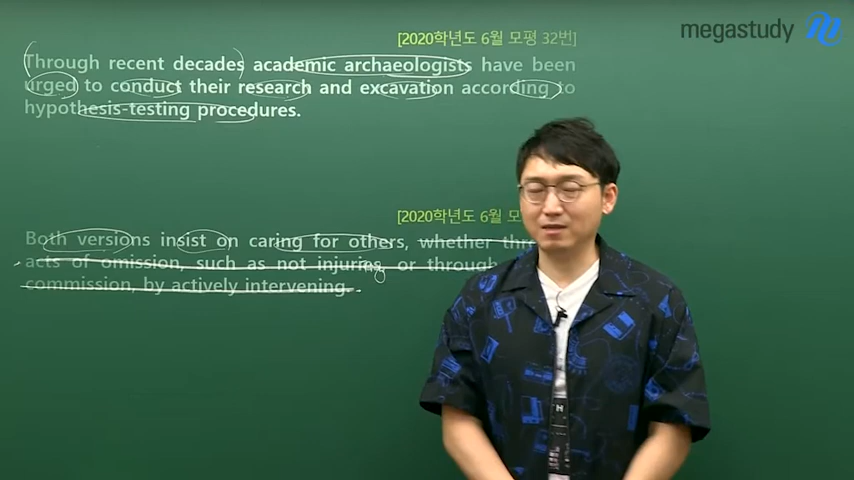 [2020학년도 6월 모평 32번]
megastudy
Through recent decades academic archaeologists have been
urged to conduct their research and excavation according to
hypothesis-testing procedures.
[2020학년도 6월 모
Both versions insist on caring for others, whether
acts of omission, such as not injuring, or through
commission, by actively intervening.